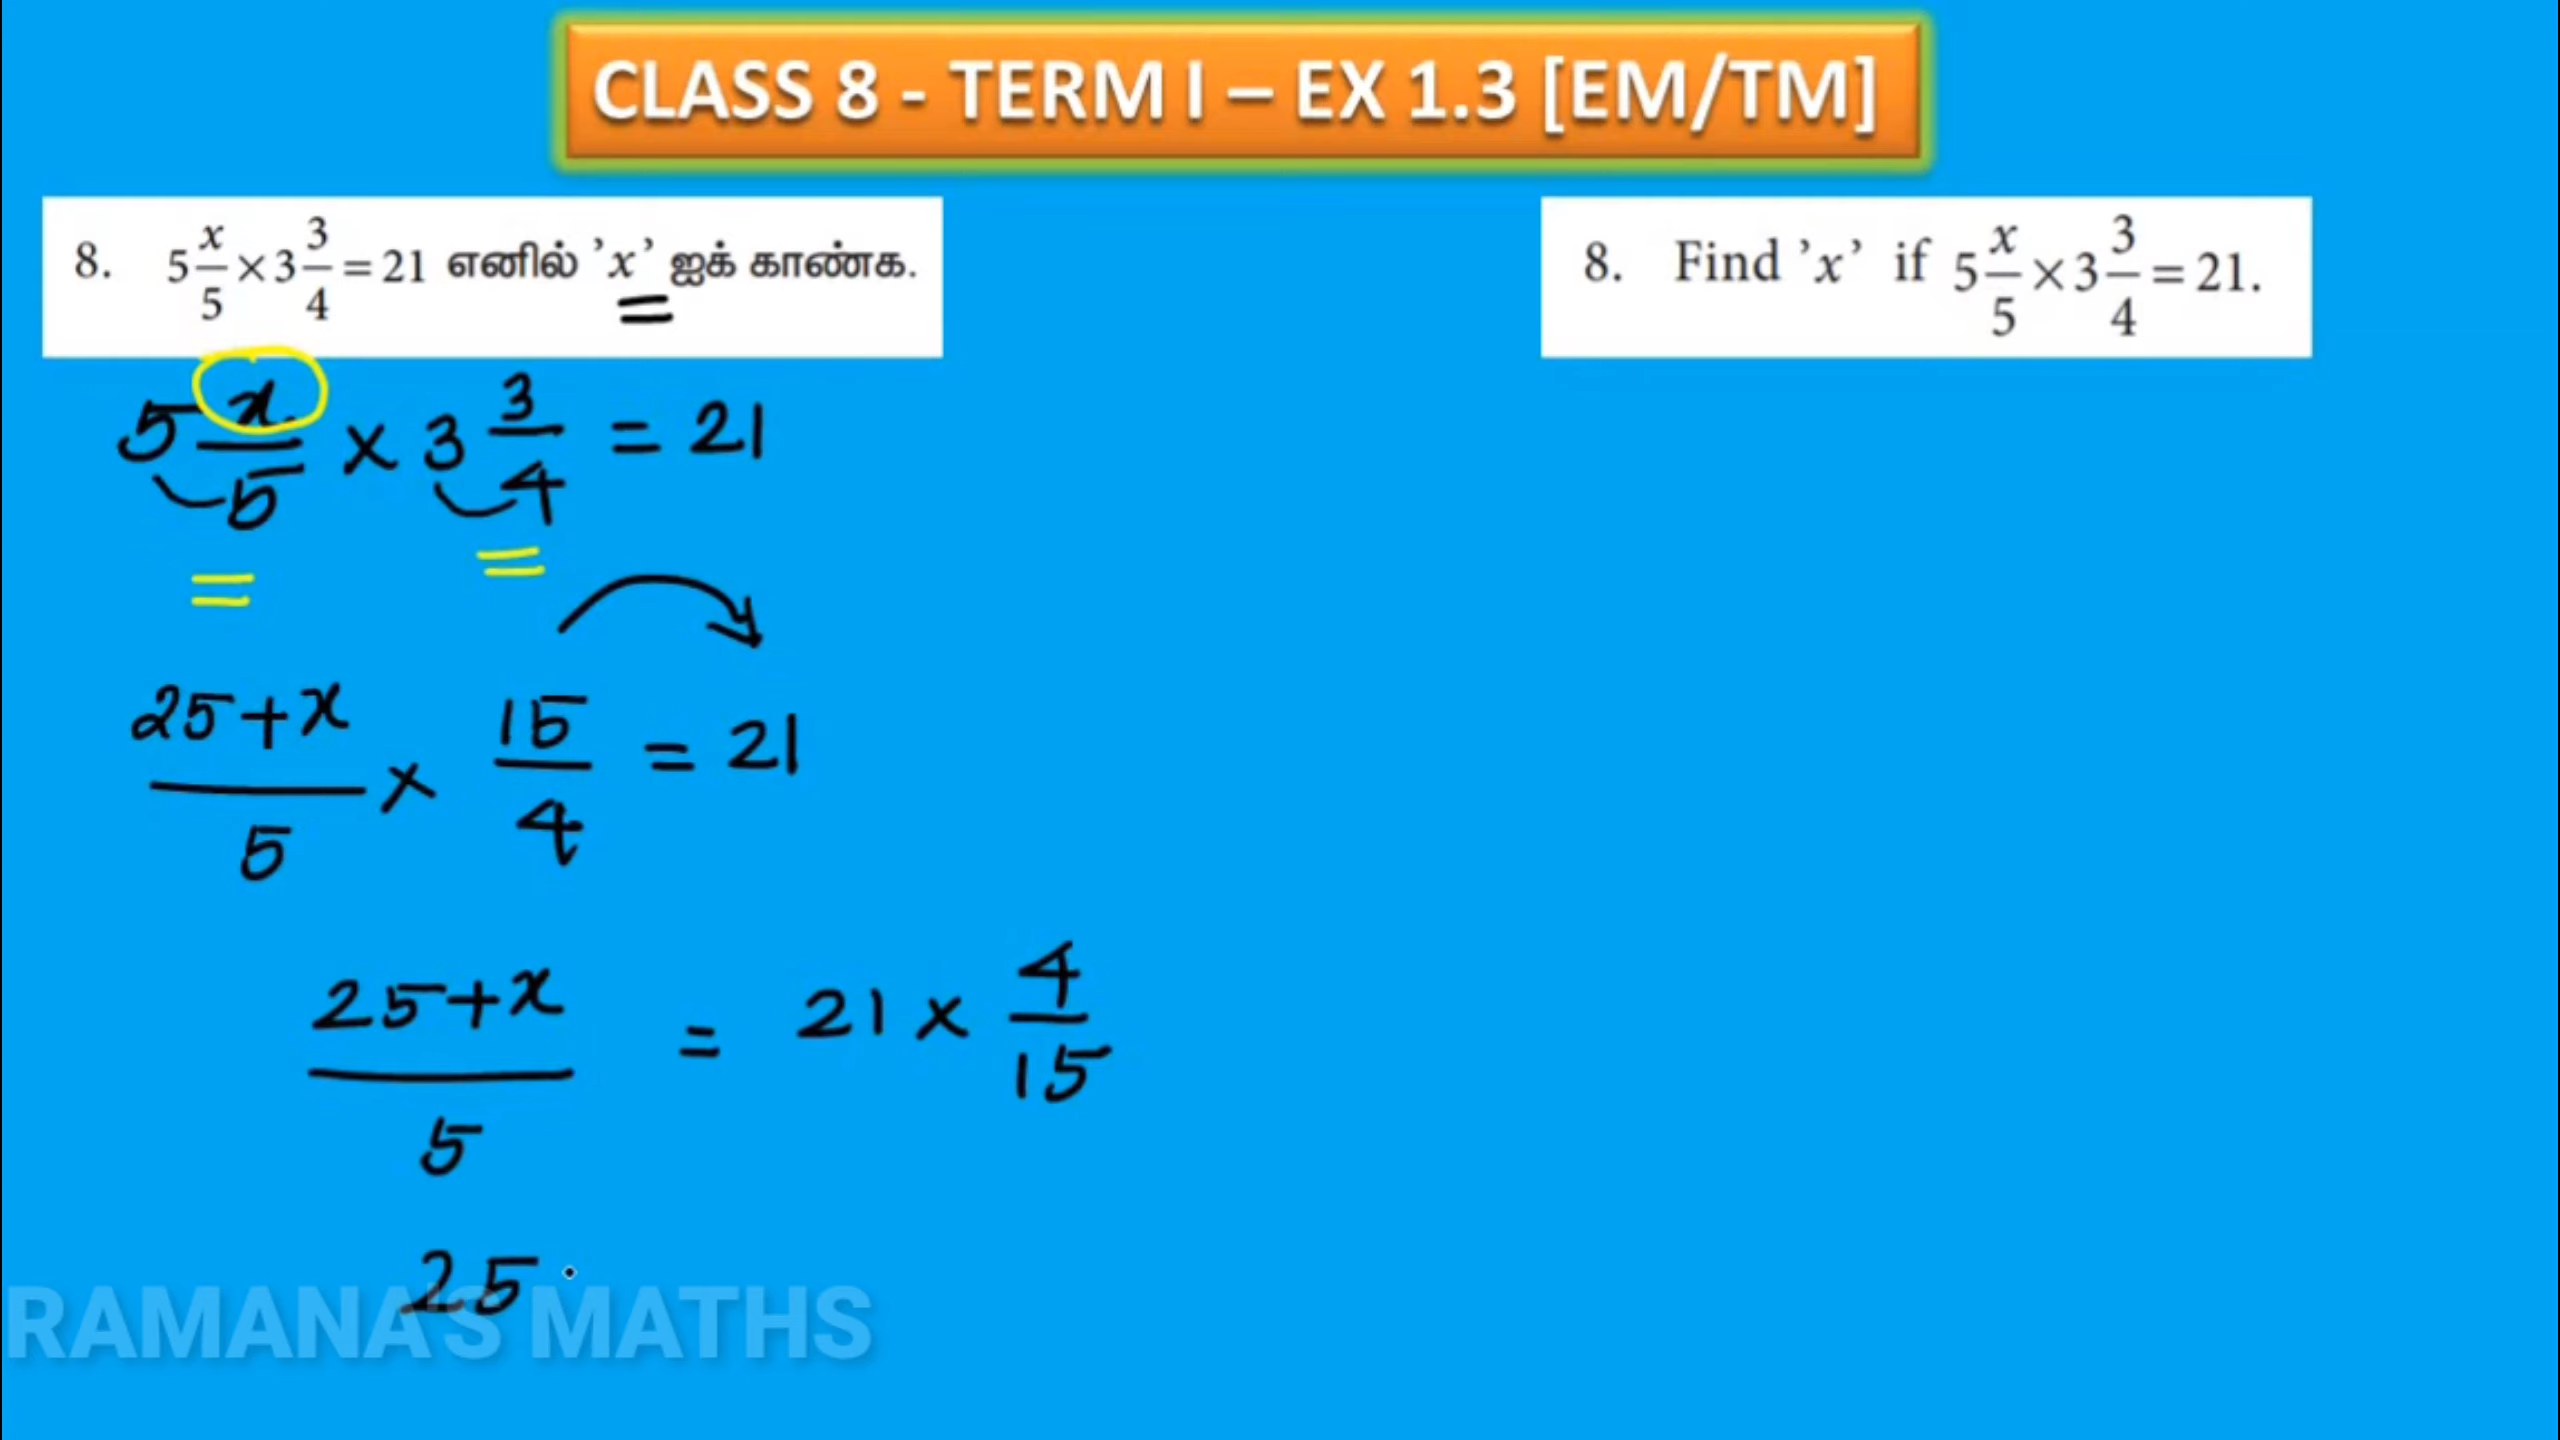 CLASS 8 - TERM I – EX 1.3 [EM/TM]
8. 5 x/5 × 3 3/4 = 21 எனில் ’x’ ஐக் காண்க.
8. Find ’x’ if 5 x/5 × 3 3/4 = 21.
5 x/5 × 3 3/4 = 21
(25+x)/5 × 15/4 = 21
(25+x)/5 = 21 × 4/15
25
RAMANA'S MATHS